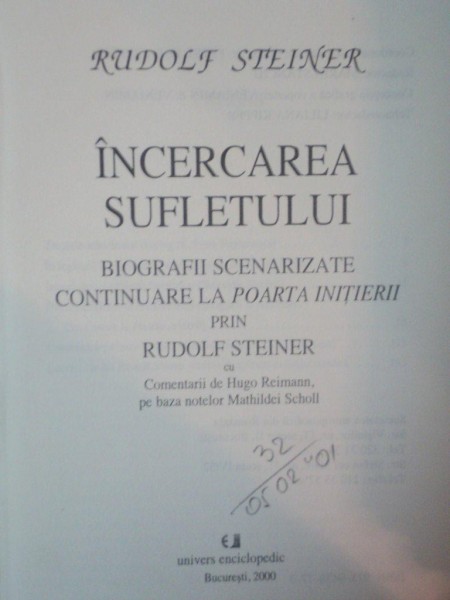 RUDOLF STEINER
ÎNCERCAREA
SUFLETULUI
BIOGRAFII SCENARIZATE
CONTINUARE LA POARTA INIȚIERII
PRIN
RUDOLF STEINER
cu
Comentarii de Hugo Reimann,
pe baza notelor Mathildei Scholl
32
05 02 '01
univers enciclopedic
București, 2000